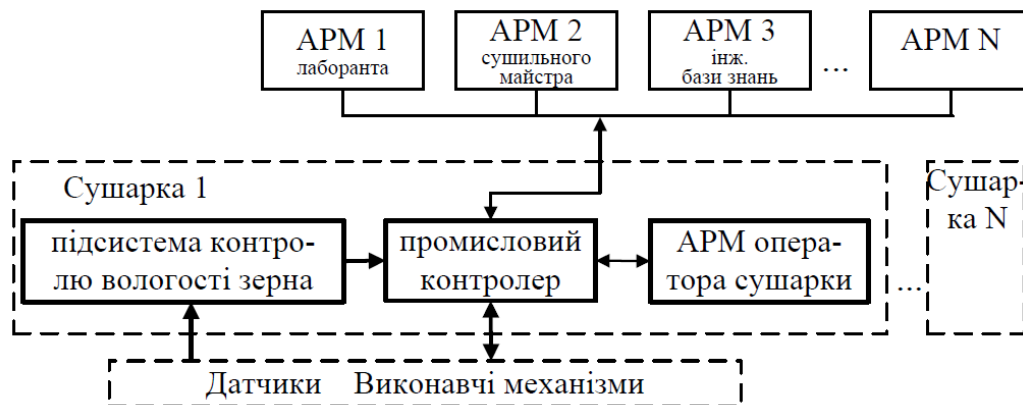 АРМ 1
лаборанта
АРМ 2
сушильного
майстра
АРМ 3
інж.
бази знань
...
АРМ N
Сушарка 1
підсистема контро-
лю вологості зерна
промисловий
контролер
АРМ опера-
тора сушарки
...
Сушар-
ка N
Датчики Виконавчі механізми